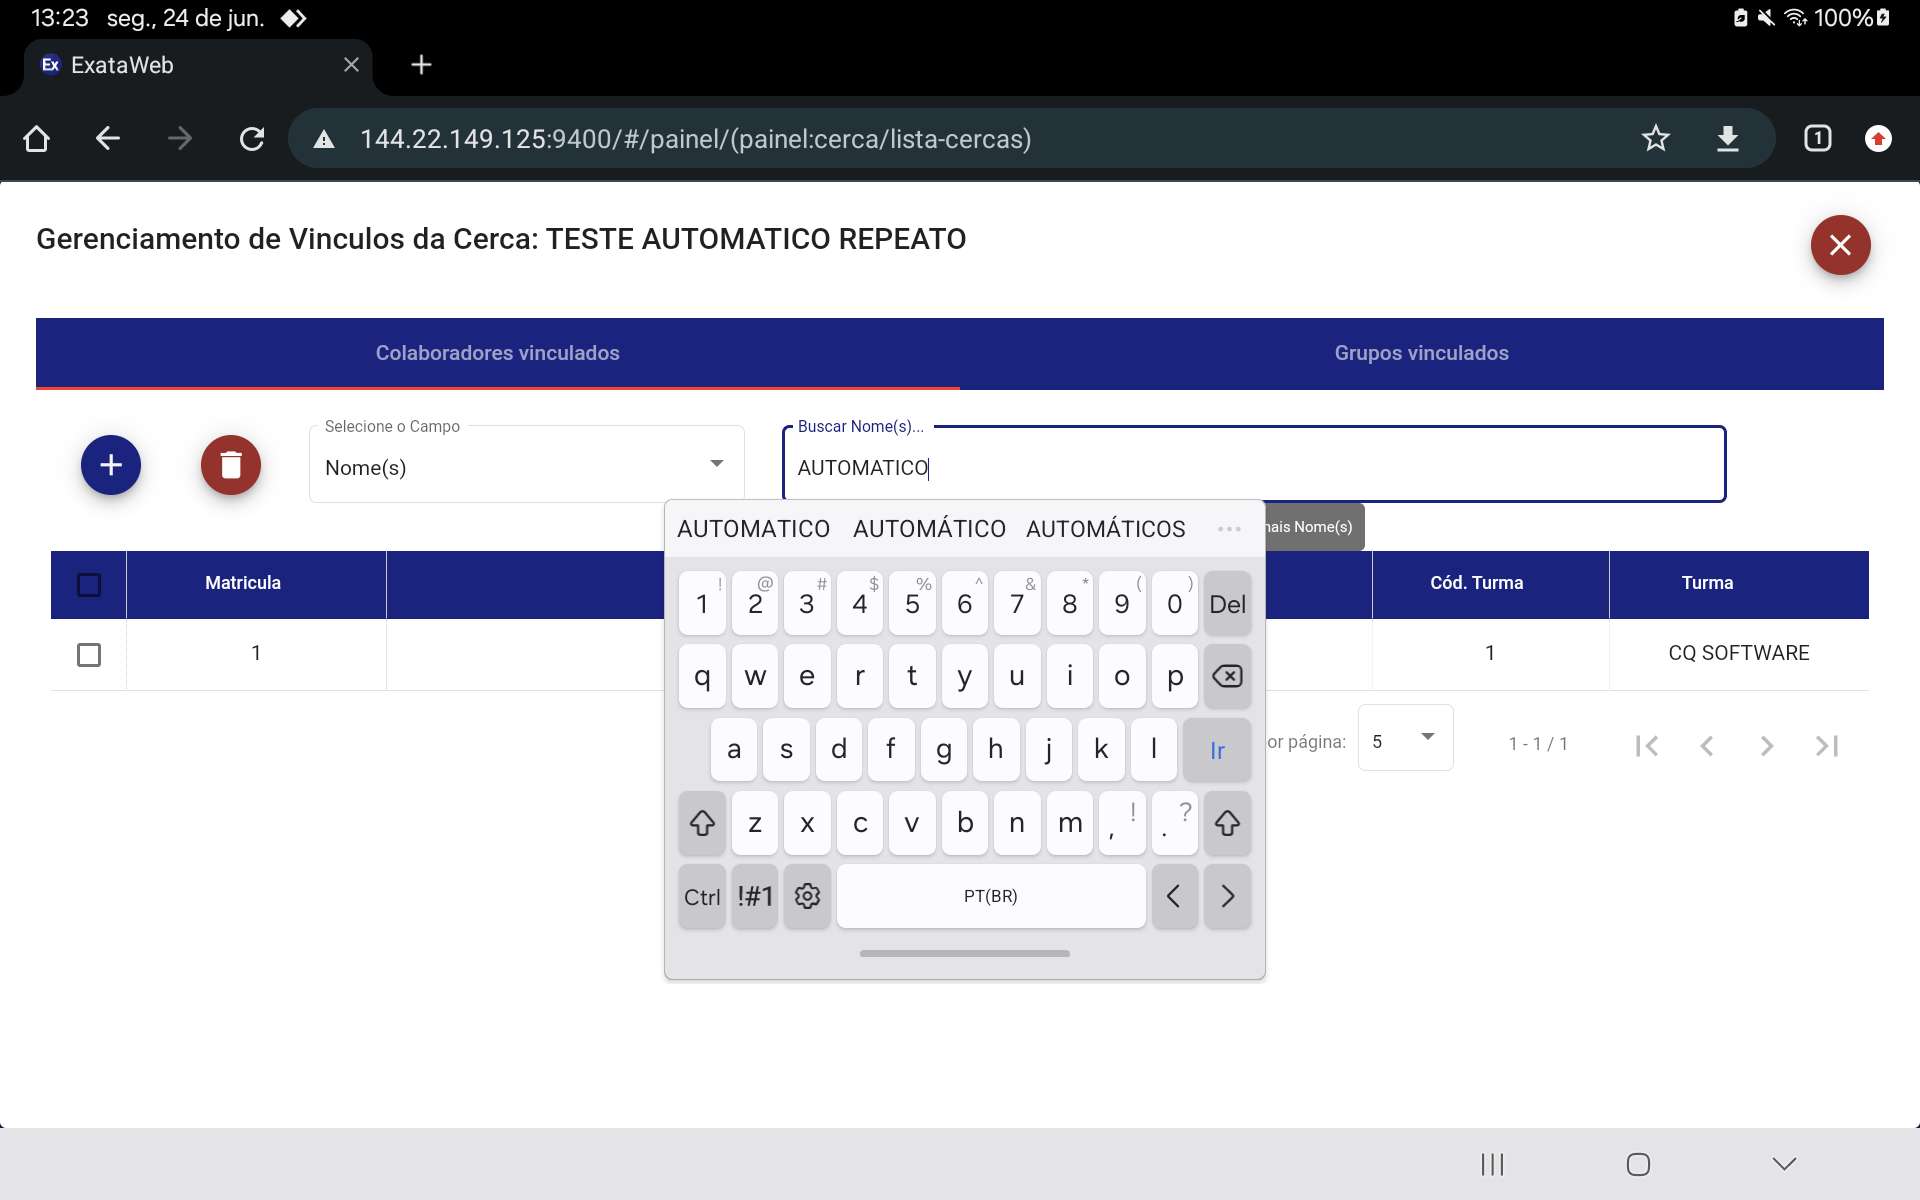 13:23 seg., 24 de jun. 100%
Ex ExataWeb
144.22.149.125:9400/#/painel/(painel:cerca/lista-cercas) 1
Gerenciamento de Vinculos da Cerca: TESTE AUTOMATICO REPEATO
Colaboradores vinculados Grupos vinculados
Selecione o Campo Buscar Nome(s)...
Nome(s) AUTOMATICO
AUTOMATICO AUTOMÁTICO AUTOMÁTICOS ... mais Nome(s)
Matricula Cód. Turma Turma
1 1 CQ SOFTWARE
or página: 5 1 - 1 / 1
! @ # $ % ^ & * ( )
1 2 3 4 5 6 7 8 9 0 Del
q w e r t y u i o p
a s d f g h j k l Ir
z x c v b n m , ! . ?
Ctrl !#1 PT(BR) < >